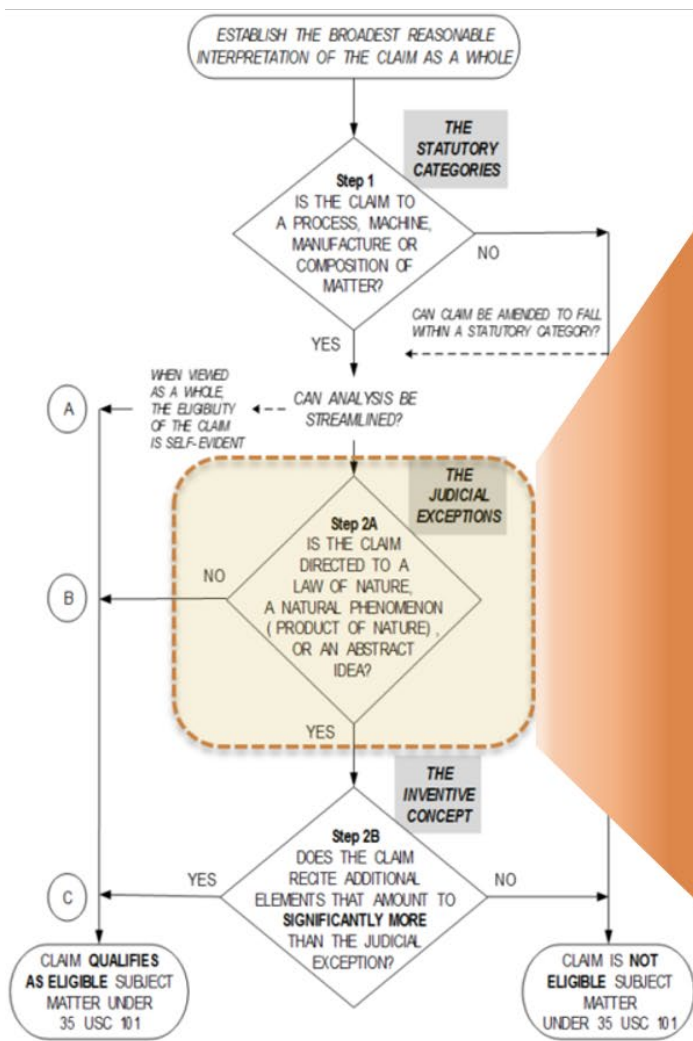 ESTABLISH THE BROADEST REASONABLE
INTERPRETATION OF THE CLAIM AS A WHOLE
THE
STATUTORY
CATEGORIES
Step 1
IS THE CLAIM TO
A PROCESS, MACHINE,
MANUFACTURE OR
COMPOSITION OF
MATTER?
NO
CAN CLAIM BE AMENDED TO FALL
WITHIN A STATUTORY CATEGORY?
YES
WHEN VIEWED
AS A WHOLE,
THE ELIGIBILITY
OF THE CLAIM
IS SELF-EVIDENT
A
CAN ANALYSIS BE
STREAMLINED?
THE
JUDICIAL
EXCEPTIONS
Step 2A
IS THE CLAIM
DIRECTED TO A
LAW OF NATURE,
A NATURAL PHENOMENON
( PRODUCT OF NATURE) ,
OR AN ABSTRACT
IDEA?
NO
B
YES
THE
INVENTIVE
CONCEPT
Step 2B
DOES THE CLAIM
RECITE ADDITIONAL
ELEMENTS THAT AMOUNT TO
SIGNIFICANTLY MORE
THAN THE JUDICIAL
EXCEPTION?
YES
NO
C
CLAIM QUALIFIES
AS ELIGIBLE SUBJECT
MATTER UNDER
35 USC 101
CLAIM IS NOT
ELIGIBLE SUBJECT
MATTER
UNDER 35 USC 101